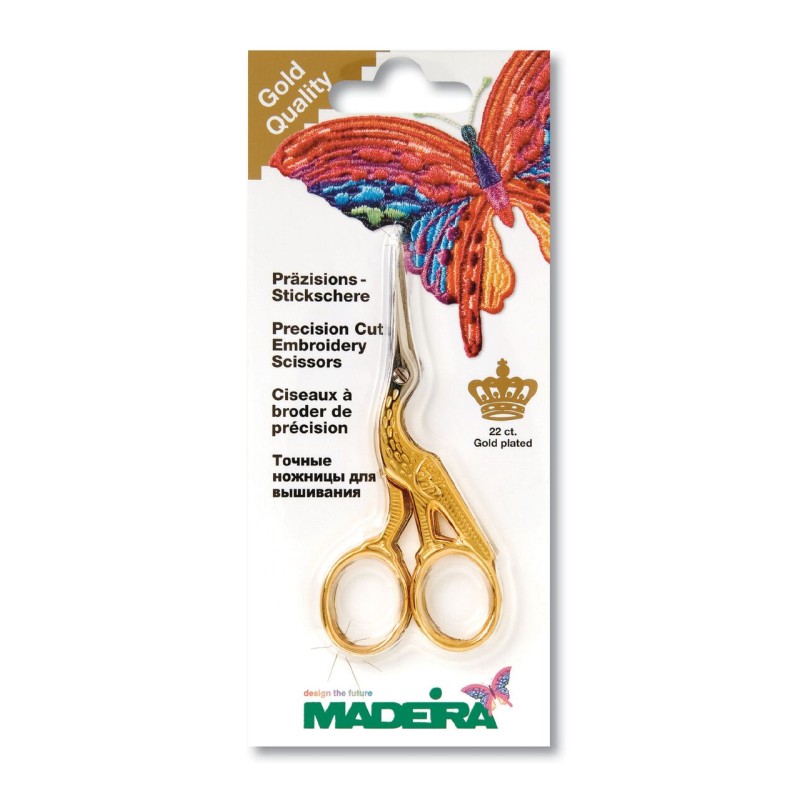 Gold
Quality
Präzisions-
Stickschere
Precision Cut
Embroidery
Scissors
Ciseaux à
broder de
précision
Точные
ножницы для
вышивания
22 ct.
Gold plated
design the future
MADEIRA